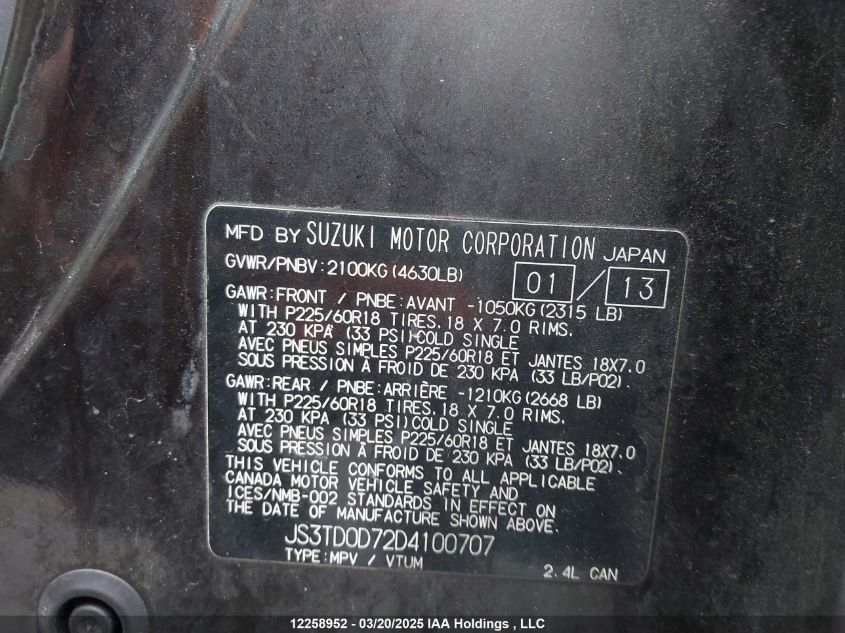 MFD BY SUZUKI MOTOR CORPORATION JAPAN
GVWR/PNBV:2100KG(4630LB) 01 / 13
GAWR:FRONT / PNBE:AVANT -1050KG(2315 LB)
WITH P225/60R18 TIRES,18 X 7.0 RIMS,
AT 230 KPA (33 PSI)COLD SINGLE
AVEC PNEUS SIMPLES P225/60R18 ET JANTES 18X7.0
SOUS PRESSION À FROID DE 230 KPA (33 LB/PO2).
GAWR:REAR / PNBE:ARRIÈRE -1210KG(2668 LB)
WITH P225/60R18 TIRES,18 X 7.0 RIMS,
AT 230 KPA (33 PSI)COLD SINGLE
AVEC PNEUS SIMPLES P225/60R18 ET JANTES 18X7.0
SOUS PRESSION À FROID DE 230 KPA (33 LB/PO2).
THIS VEHICLE CONFORMS TO ALL APPLICABLE
CANADA MOTOR VEHICLE SAFETY AND
ICES/NMB-002 STANDARDS IN EFFECT ON
THE DATE OF MANUFACTURE SHOWN ABOVE.
JS3TD0D72D4100707
TYPE:MPV / VTUM
2.4L CAN
12258952 - 03/20/2025 IAA Holdings , LLC